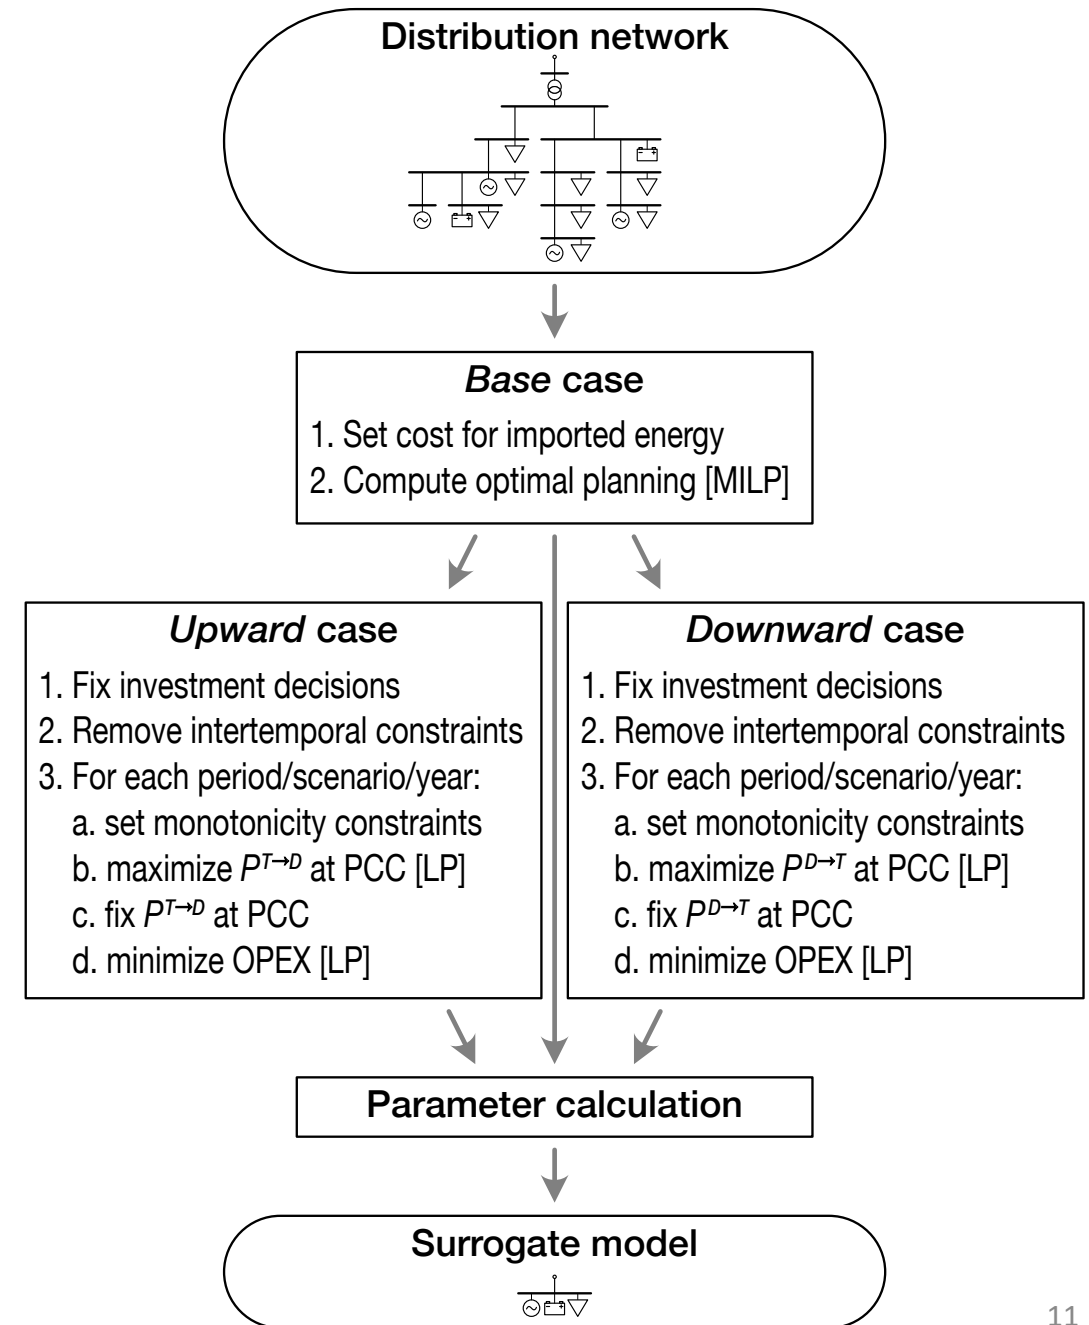 Distribution network
Base case
1. Set cost for imported energy
2. Compute optimal planning [MILP]
Upward case
1. Fix investment decisions
2. Remove intertemporal constraints
3. For each period/scenario/year:
a. set monotonicity constraints
b. maximize P^T→D at PCC [LP]
c. fix P^T→D at PCC
d. minimize OPEX [LP]
Downward case
1. Fix investment decisions
2. Remove intertemporal constraints
3. For each period/scenario/year:
a. set monotonicity constraints
b. maximize P^D→T at PCC [LP]
c. fix P^D→T at PCC
d. minimize OPEX [LP]
Parameter calculation
Surrogate model
11